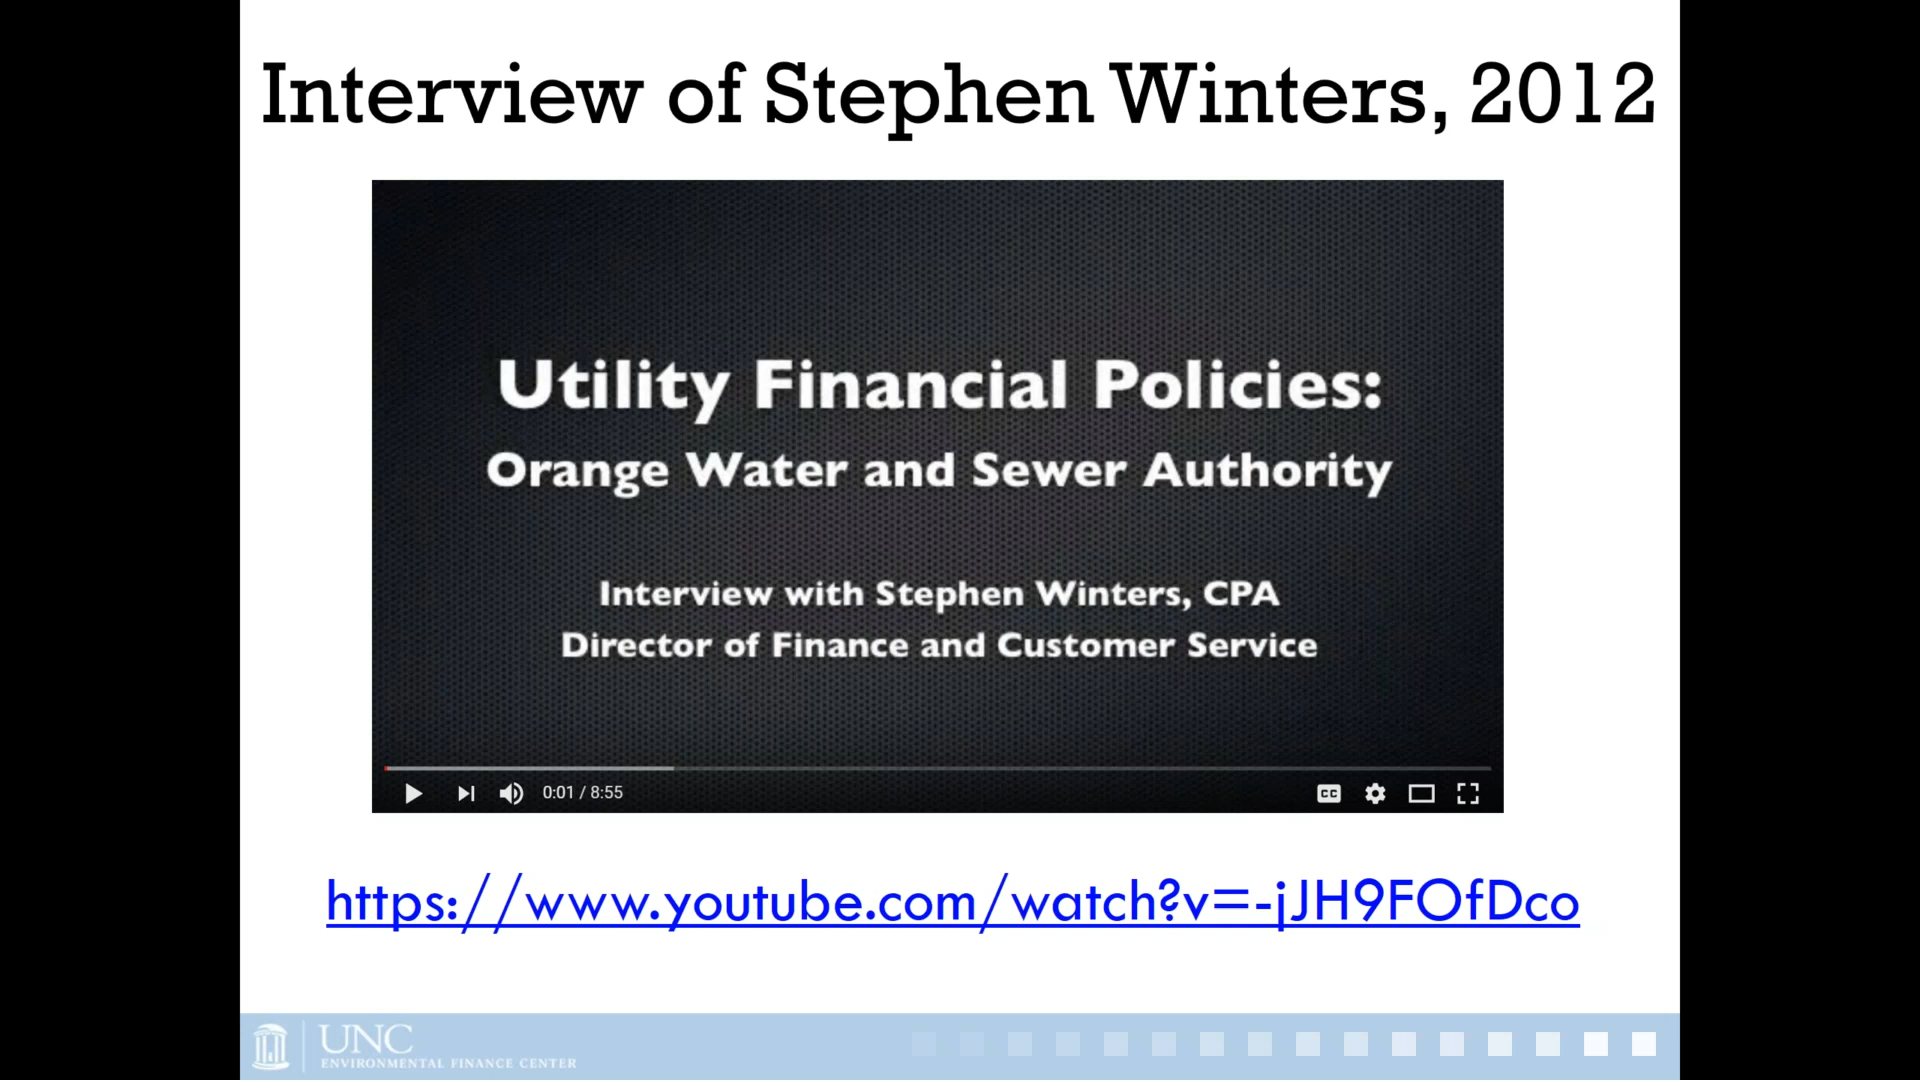 Interview of Stephen Winters, 2012
Utility Financial Policies:
Orange Water and Sewer Authority
Interview with Stephen Winters, CPA
Director of Finance and Customer Service
0:01 / 8:55
CC
https://www.youtube.com/watch?v=-jJH9FOfDco
UNC
ENVIRONMENTAL FINANCE CENTER